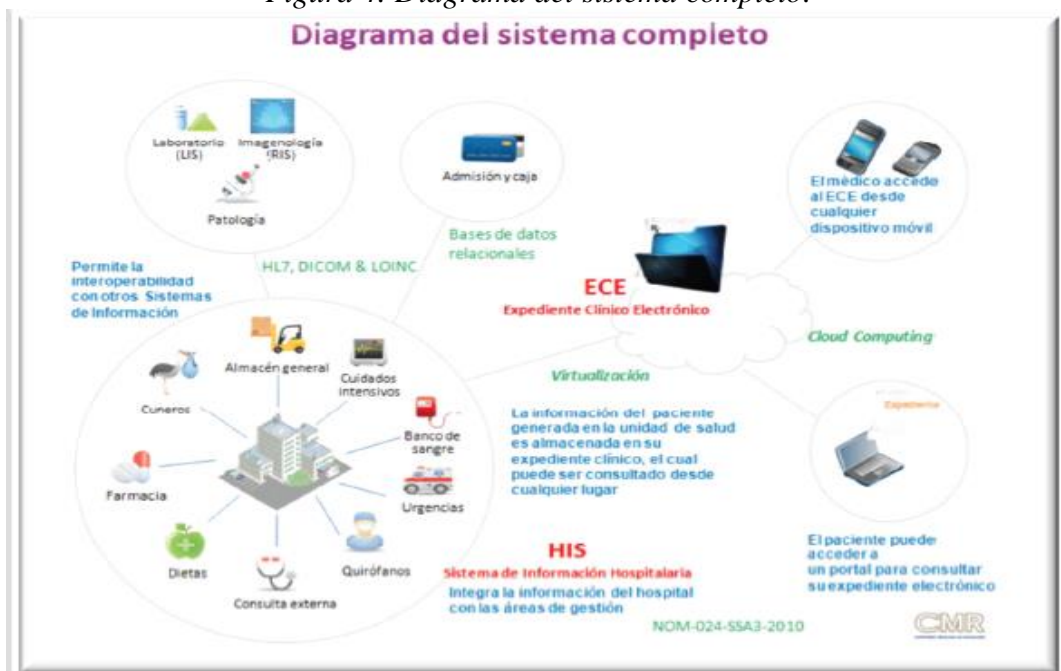 Figura 4. Diagrama del sistema completo.
Diagrama del sistema completo
Laboratorio
(LIS)
Imagenología
(RIS)
Patología
Admisión y caja
El médico accede
al ECE desde
cualquier
dispositivo móvil
Bases de datos
relacionales
HL7, DICOM & LOINC
Permite la
interoperabilidad
con otros Sistemas
de Información
ECE
Expediente Clínico Electrónico
Cloud Computing
Almacén general
Cuidados
intensivos
Cuneros
Banco de
sangre
Farmacia
Urgencias
Dietas
Quirófanos
Consulta externa
Virtualización
La información del paciente
generada en la unidad de salud
es almacenada en su
expediente clínico, el cual
puede ser consultado desde
cualquier lugar
Expediente
HIS
Sistema de Información Hospitalaria
Integra la información del hospital
con las áreas de gestión
El paciente puede
acceder a
un portal para consultar
su expediente electrónico
NOM-024-SSA3-2010
CMR